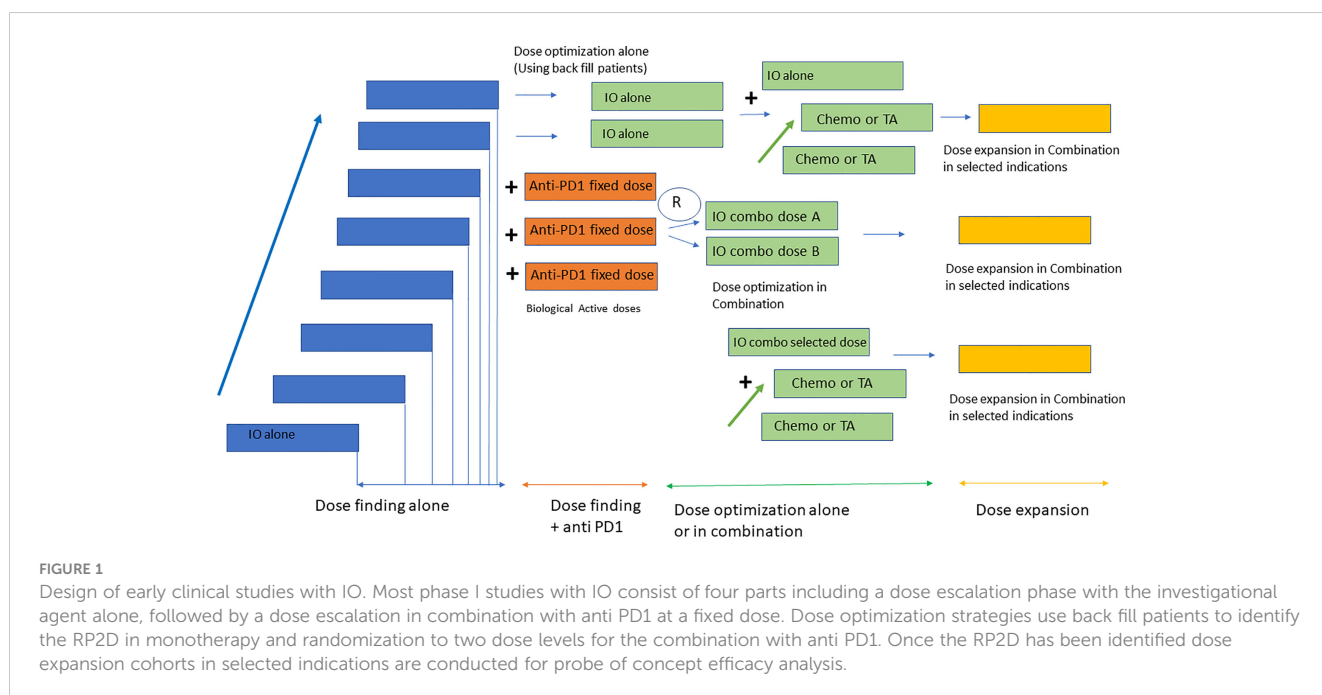 Dose optimization alone
(Using back fill patients)
IO alone
IO alone
+
IO alone
Chemo or TA
Chemo or TA
Dose expansion in Combination
in selected indications
+
Anti-PD1 fixed dose
R
+
Anti-PD1 fixed dose
+
Anti-PD1 fixed dose
Biological Active doses
IO combo dose A
IO combo dose B
Dose optimization in
Combination
Dose expansion in Combination
in selected indications
IO combo selected dose
+
Chemo or TA
Chemo or TA
Dose expansion in Combination
in selected indications
IO alone
Dose finding alone
Dose finding
+ anti PD1
Dose optimization alone
or in combination
Dose expansion
FIGURE 1
Design of early clinical studies with IO. Most phase I studies with IO consist of four parts including a dose escalation phase with the investigational
agent alone, followed by a dose escalation in combination with anti PD1 at a fixed dose. Dose optimization strategies use back fill patients to identify
the RP2D in monotherapy and randomization to two dose levels for the combination with anti PD1. Once the RP2D has been identified dose
expansion cohorts in selected indications are conducted for probe of concept efficacy analysis.